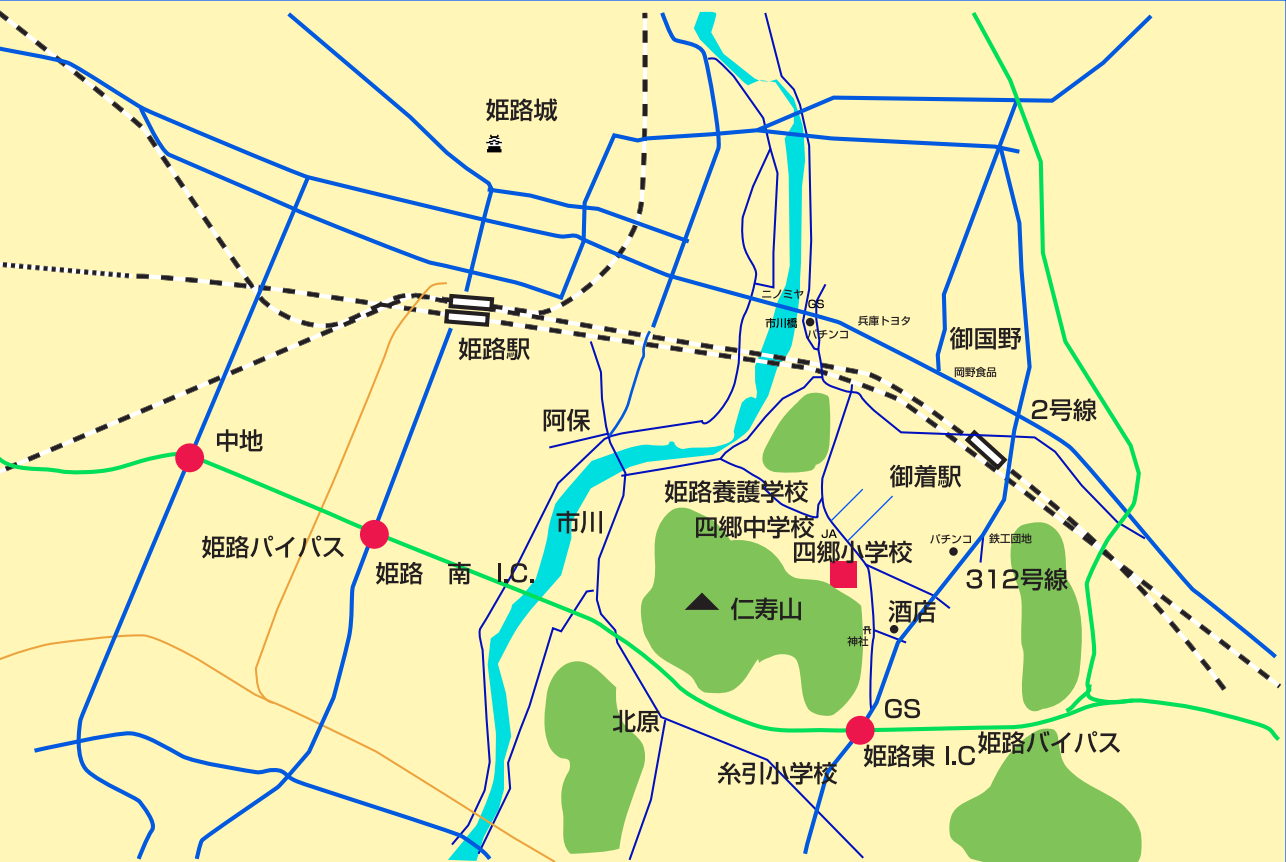 姫路城
ニノミヤ
GS
市川橋
兵庫トヨタ
パチンコ
御国野
姫路駅
岡野食品
2号線
阿保
中地
御着駅
姫路養護学校
市川
四郷中学校
JA
姫路パイパス
パチンコ
鉄工団地
四郷小学校
姫路 南 I.C.
312号線
仁寿山
酒店
神社
北原
GS
姫路バイパス
姫路東 I.C
糸引小学校